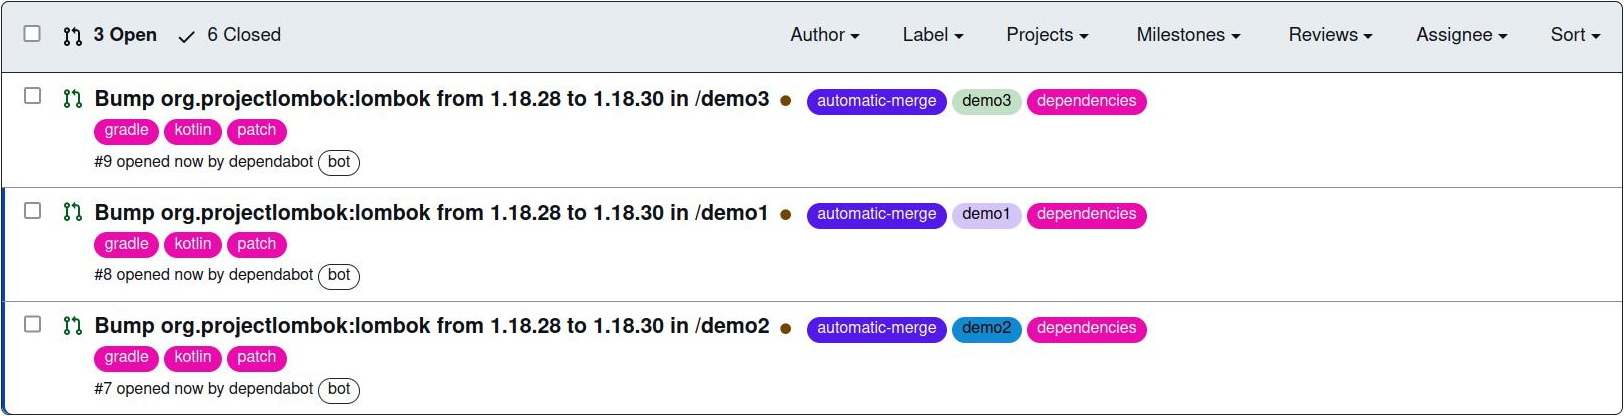 3 Open 6 Closed Author Label Projects Milestones Reviews Assignee Sort
Bump org.projectlombok:lombok from 1.18.28 to 1.18.30 in /demo3 automatic-merge demo3 dependencies
gradle kotlin patch
#9 opened now by dependabot bot
Bump org.projectlombok:lombok from 1.18.28 to 1.18.30 in /demo1 automatic-merge demo1 dependencies
gradle kotlin patch
#8 opened now by dependabot bot
Bump org.projectlombok:lombok from 1.18.28 to 1.18.30 in /demo2 automatic-merge demo2 dependencies
gradle kotlin patch
#7 opened now by dependabot bot